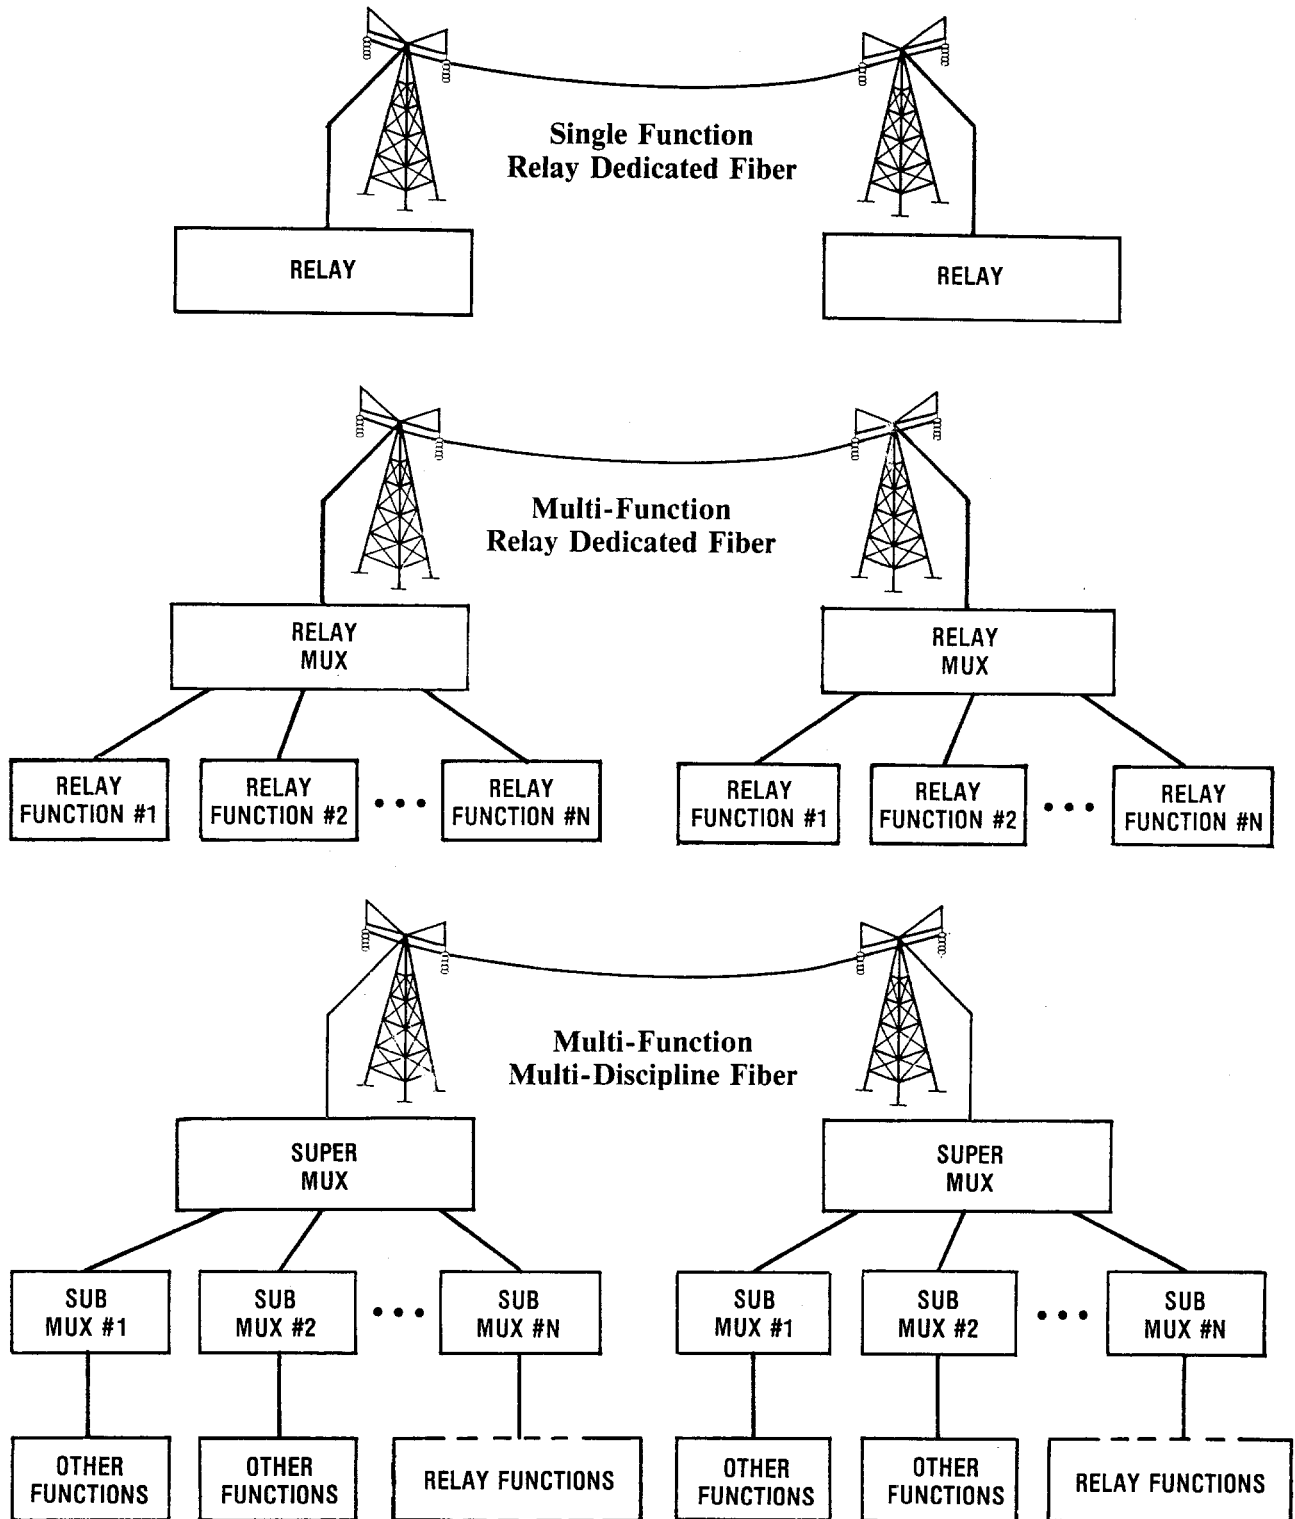 Single Function
Relay Dedicated Fiber
RELAY
RELAY
Multi-Function
Relay Dedicated Fiber
RELAY
MUX
RELAY
MUX
RELAY
FUNCTION #1
RELAY
FUNCTION #2
RELAY
FUNCTION #N
RELAY
FUNCTION #1
RELAY
FUNCTION #2
RELAY
FUNCTION #N
Multi-Function
Multi-Discipline Fiber
SUPER
MUX
SUPER
MUX
SUB
MUX #1
SUB
MUX #2
SUB
MUX #N
SUB
MUX #1
SUB
MUX #2
SUB
MUX #N
OTHER
FUNCTIONS
OTHER
FUNCTIONS
RELAY FUNCTIONS
OTHER
FUNCTIONS
OTHER
FUNCTIONS
RELAY FUNCTIONS